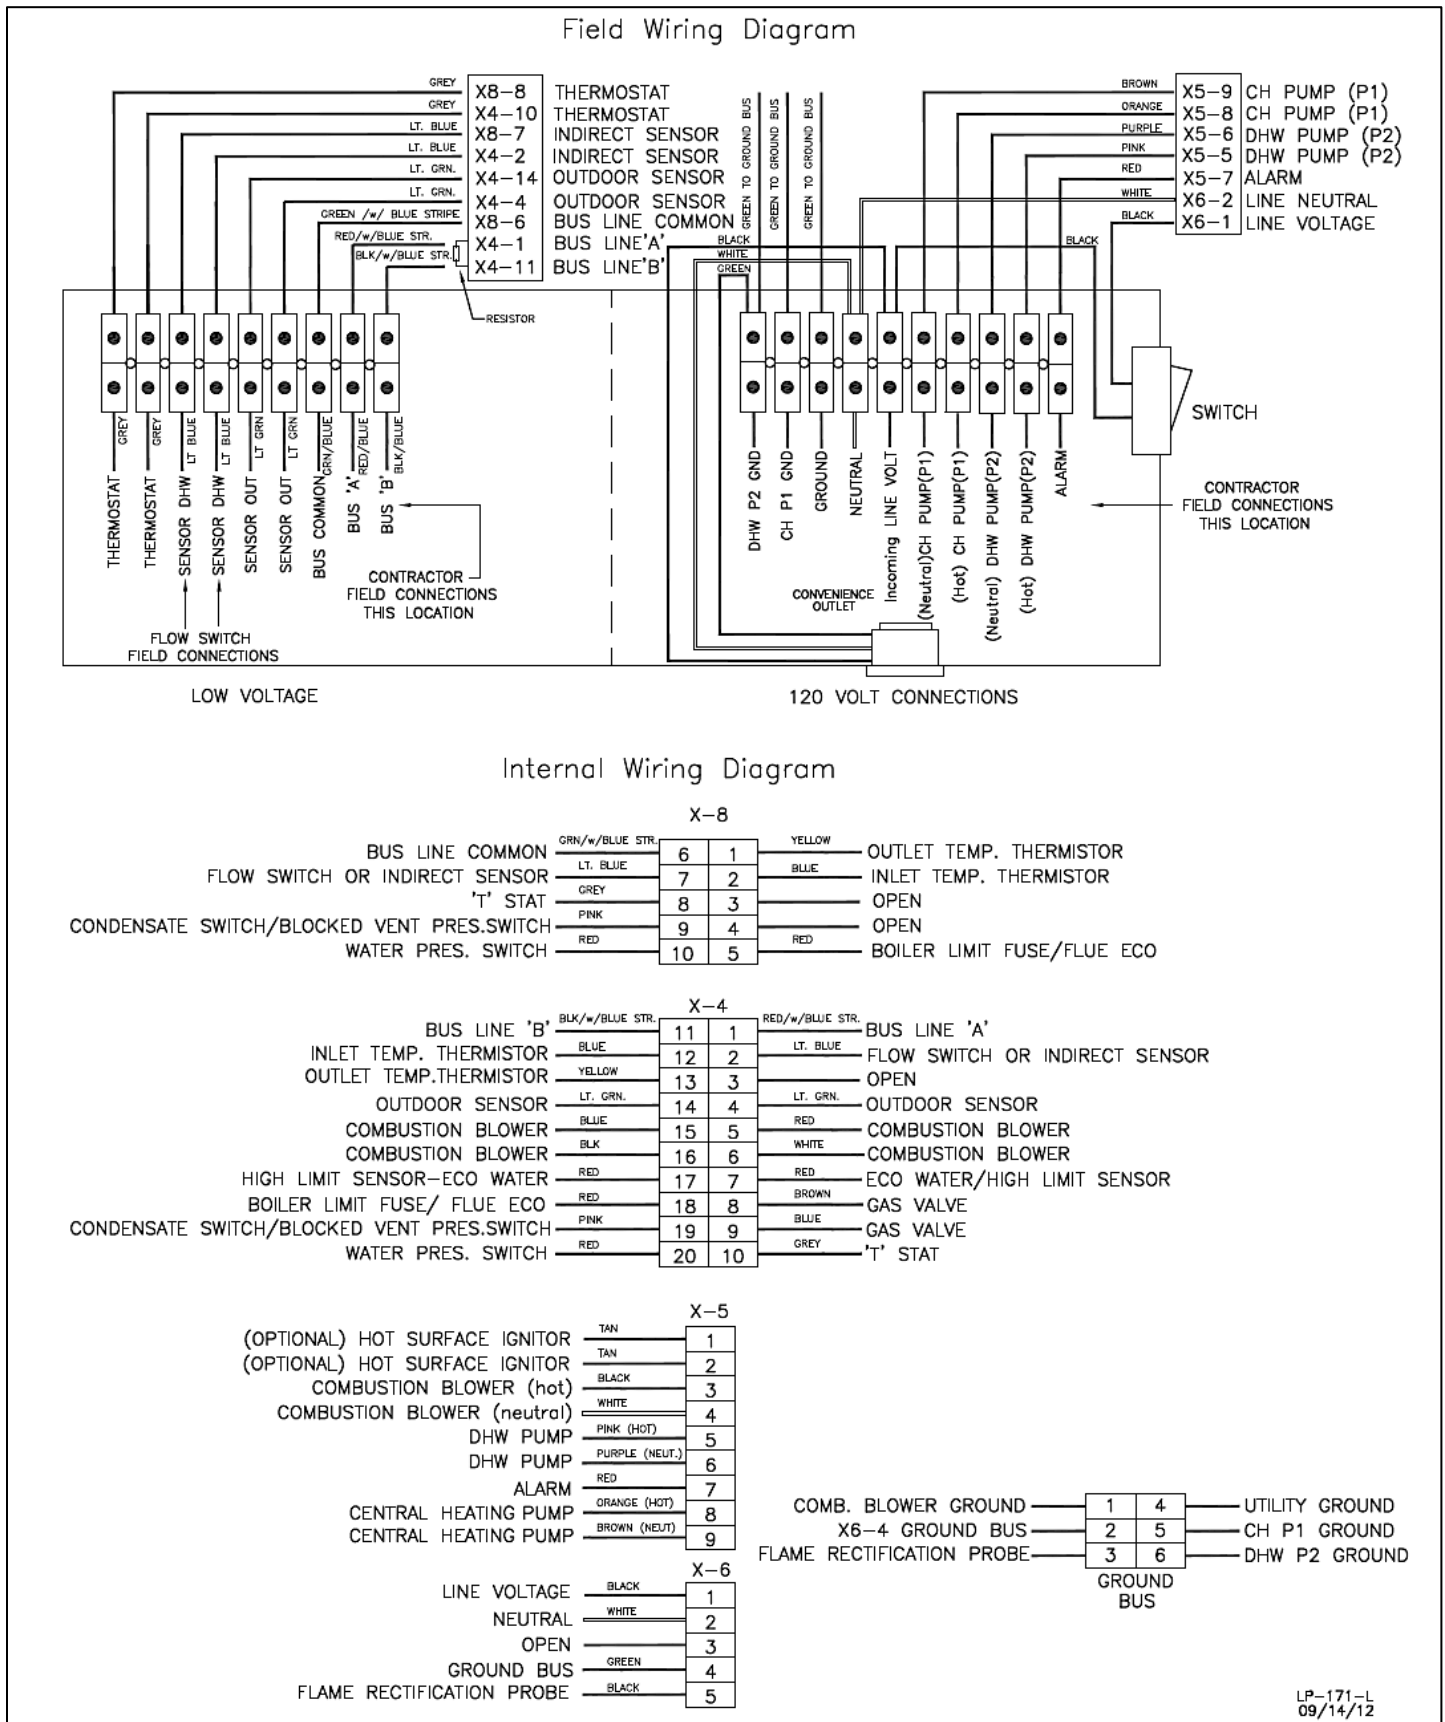 Field Wiring Diagram
GREY X8-8 THERMOSTAT
GREY X4-10 THERMOSTAT
LT. BLUE X8-7 INDIRECT SENSOR
LT. BLUE X4-2 INDIRECT SENSOR
LT. GRN. X4-14 OUTDOOR SENSOR
LT. GRN. X4-4 OUTDOOR SENSOR
GREEN /w/ BLUE STRIPE X8-6 BUS LINE COMMON
RED/w/BLUE STR. X4-1 BUS LINE'A'
BLK/w/BLUE STR. X4-11 BUS LINE'B'
RESISTOR
GREEN TO GROUND BUS
GREEN TO GROUND BUS
GREEN TO GROUND BUS
BROWN X5-9 CH PUMP (P1)
ORANGE X5-8 CH PUMP (P1)
PURPLE X5-6 DHW PUMP (P2)
PINK X5-5 DHW PUMP (P2)
RED X5-7 ALARM
WHITE X6-2 LINE NEUTRAL
BLACK X6-1 LINE VOLTAGE
BLACK
WHITE
GREEN
BLACK
SWITCH
GREY
GREY
LT BLUE
LT BLUE
LT GRN
LT GRN
GRN/BLUE
RED/BLUE
BLK/BLUE
THERMOSTAT
THERMOSTAT
SENSOR DHW
SENSOR DHW
SENSOR OUT
SENSOR OUT
BUS COMMON
BUS 'A'
BUS 'B'
CONTRACTOR
FIELD CONNECTIONS
THIS LOCATION
FLOW SWITCH
FIELD CONNECTIONS
DHW P2 GND
CH P1 GND
GROUND
NEUTRAL
Incoming LINE VOLT
(Neutral)CH PUMP(P1)
(Hot) CH PUMP(P1)
(Neutral) DHW PUMP(P2)
(Hot) DHW PUMP(P2)
ALARM
CONTRACTOR
FIELD CONNECTIONS
THIS LOCATION
CONVENIENCE
OUTLET
LOW VOLTAGE
120 VOLT CONNECTIONS
Internal Wiring Diagram
X-8
BUS LINE COMMON GRN/w/BLUE STR. 6 1 YELLOW OUTLET TEMP. THERMISTOR
FLOW SWITCH OR INDIRECT SENSOR LT. BLUE 7 2 BLUE INLET TEMP. THERMISTOR
'T' STAT GREY 8 3 OPEN
CONDENSATE SWITCH/BLOCKED VENT PRES.SWITCH PINK 9 4 OPEN
WATER PRES. SWITCH RED 10 5 RED BOILER LIMIT FUSE/FLUE ECO
X-4
BUS LINE 'B' BLK/w/BLUE STR. 11 1 RED/w/BLUE STR. BUS LINE 'A'
INLET TEMP. THERMISTOR BLUE 12 2 LT. BLUE FLOW SWITCH OR INDIRECT SENSOR
OUTLET TEMP.THERMISTOR YELLOW 13 3 OPEN
OUTDOOR SENSOR LT. GRN. 14 4 LT. GRN. OUTDOOR SENSOR
COMBUSTION BLOWER BLUE 15 5 RED COMBUSTION BLOWER
COMBUSTION BLOWER BLK 16 6 WHITE COMBUSTION BLOWER
HIGH LIMIT SENSOR-ECO WATER RED 17 7 RED ECO WATER/HIGH LIMIT SENSOR
BOILER LIMIT FUSE/ FLUE ECO RED 18 8 BROWN GAS VALVE
CONDENSATE SWITCH/BLOCKED VENT PRES.SWITCH PINK 19 9 BLUE GAS VALVE
WATER PRES. SWITCH RED 20 10 GREY 'T' STAT
X-5
(OPTIONAL) HOT SURFACE IGNITOR TAN 1
(OPTIONAL) HOT SURFACE IGNITOR TAN 2
COMBUSTION BLOWER (hot) BLACK 3
COMBUSTION BLOWER (neutral) WHITE 4
DHW PUMP PINK (HOT) 5
DHW PUMP PURPLE (NEUT.) 6
ALARM RED 7
CENTRAL HEATING PUMP ORANGE (HOT) 8
CENTRAL HEATING PUMP BROWN (NEUT) 9
X-6
LINE VOLTAGE BLACK 1
NEUTRAL WHITE 2
OPEN 3
GROUND BUS GREEN 4
FLAME RECTIFICATION PROBE BLACK 5
COMB. BLOWER GROUND 1 4 UTILITY GROUND
X6-4 GROUND BUS 2 5 CH P1 GROUND
FLAME RECTIFICATION PROBE 3 6 DHW P2 GROUND
GROUND
BUS
LP-171-L
09/14/12